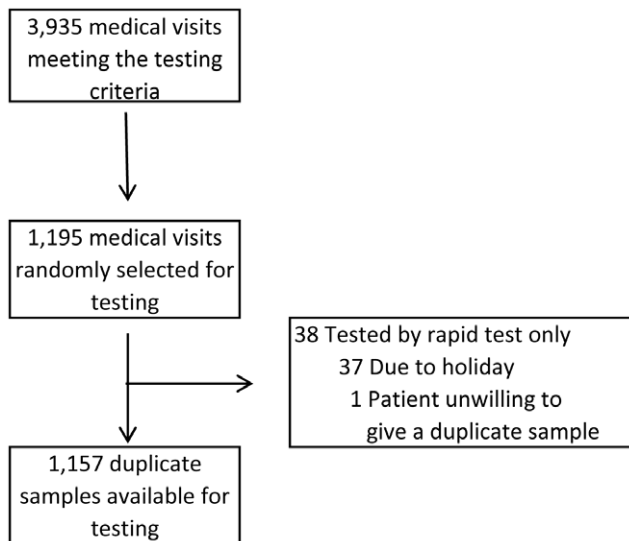 3,935 medical visits
meeting the testing
criteria
1,195 medical visits
randomly selected for
testing
38 Tested by rapid test only
37 Due to holiday
1 Patient unwilling to
give a duplicate sample
1,157 duplicate
samples available for
testing